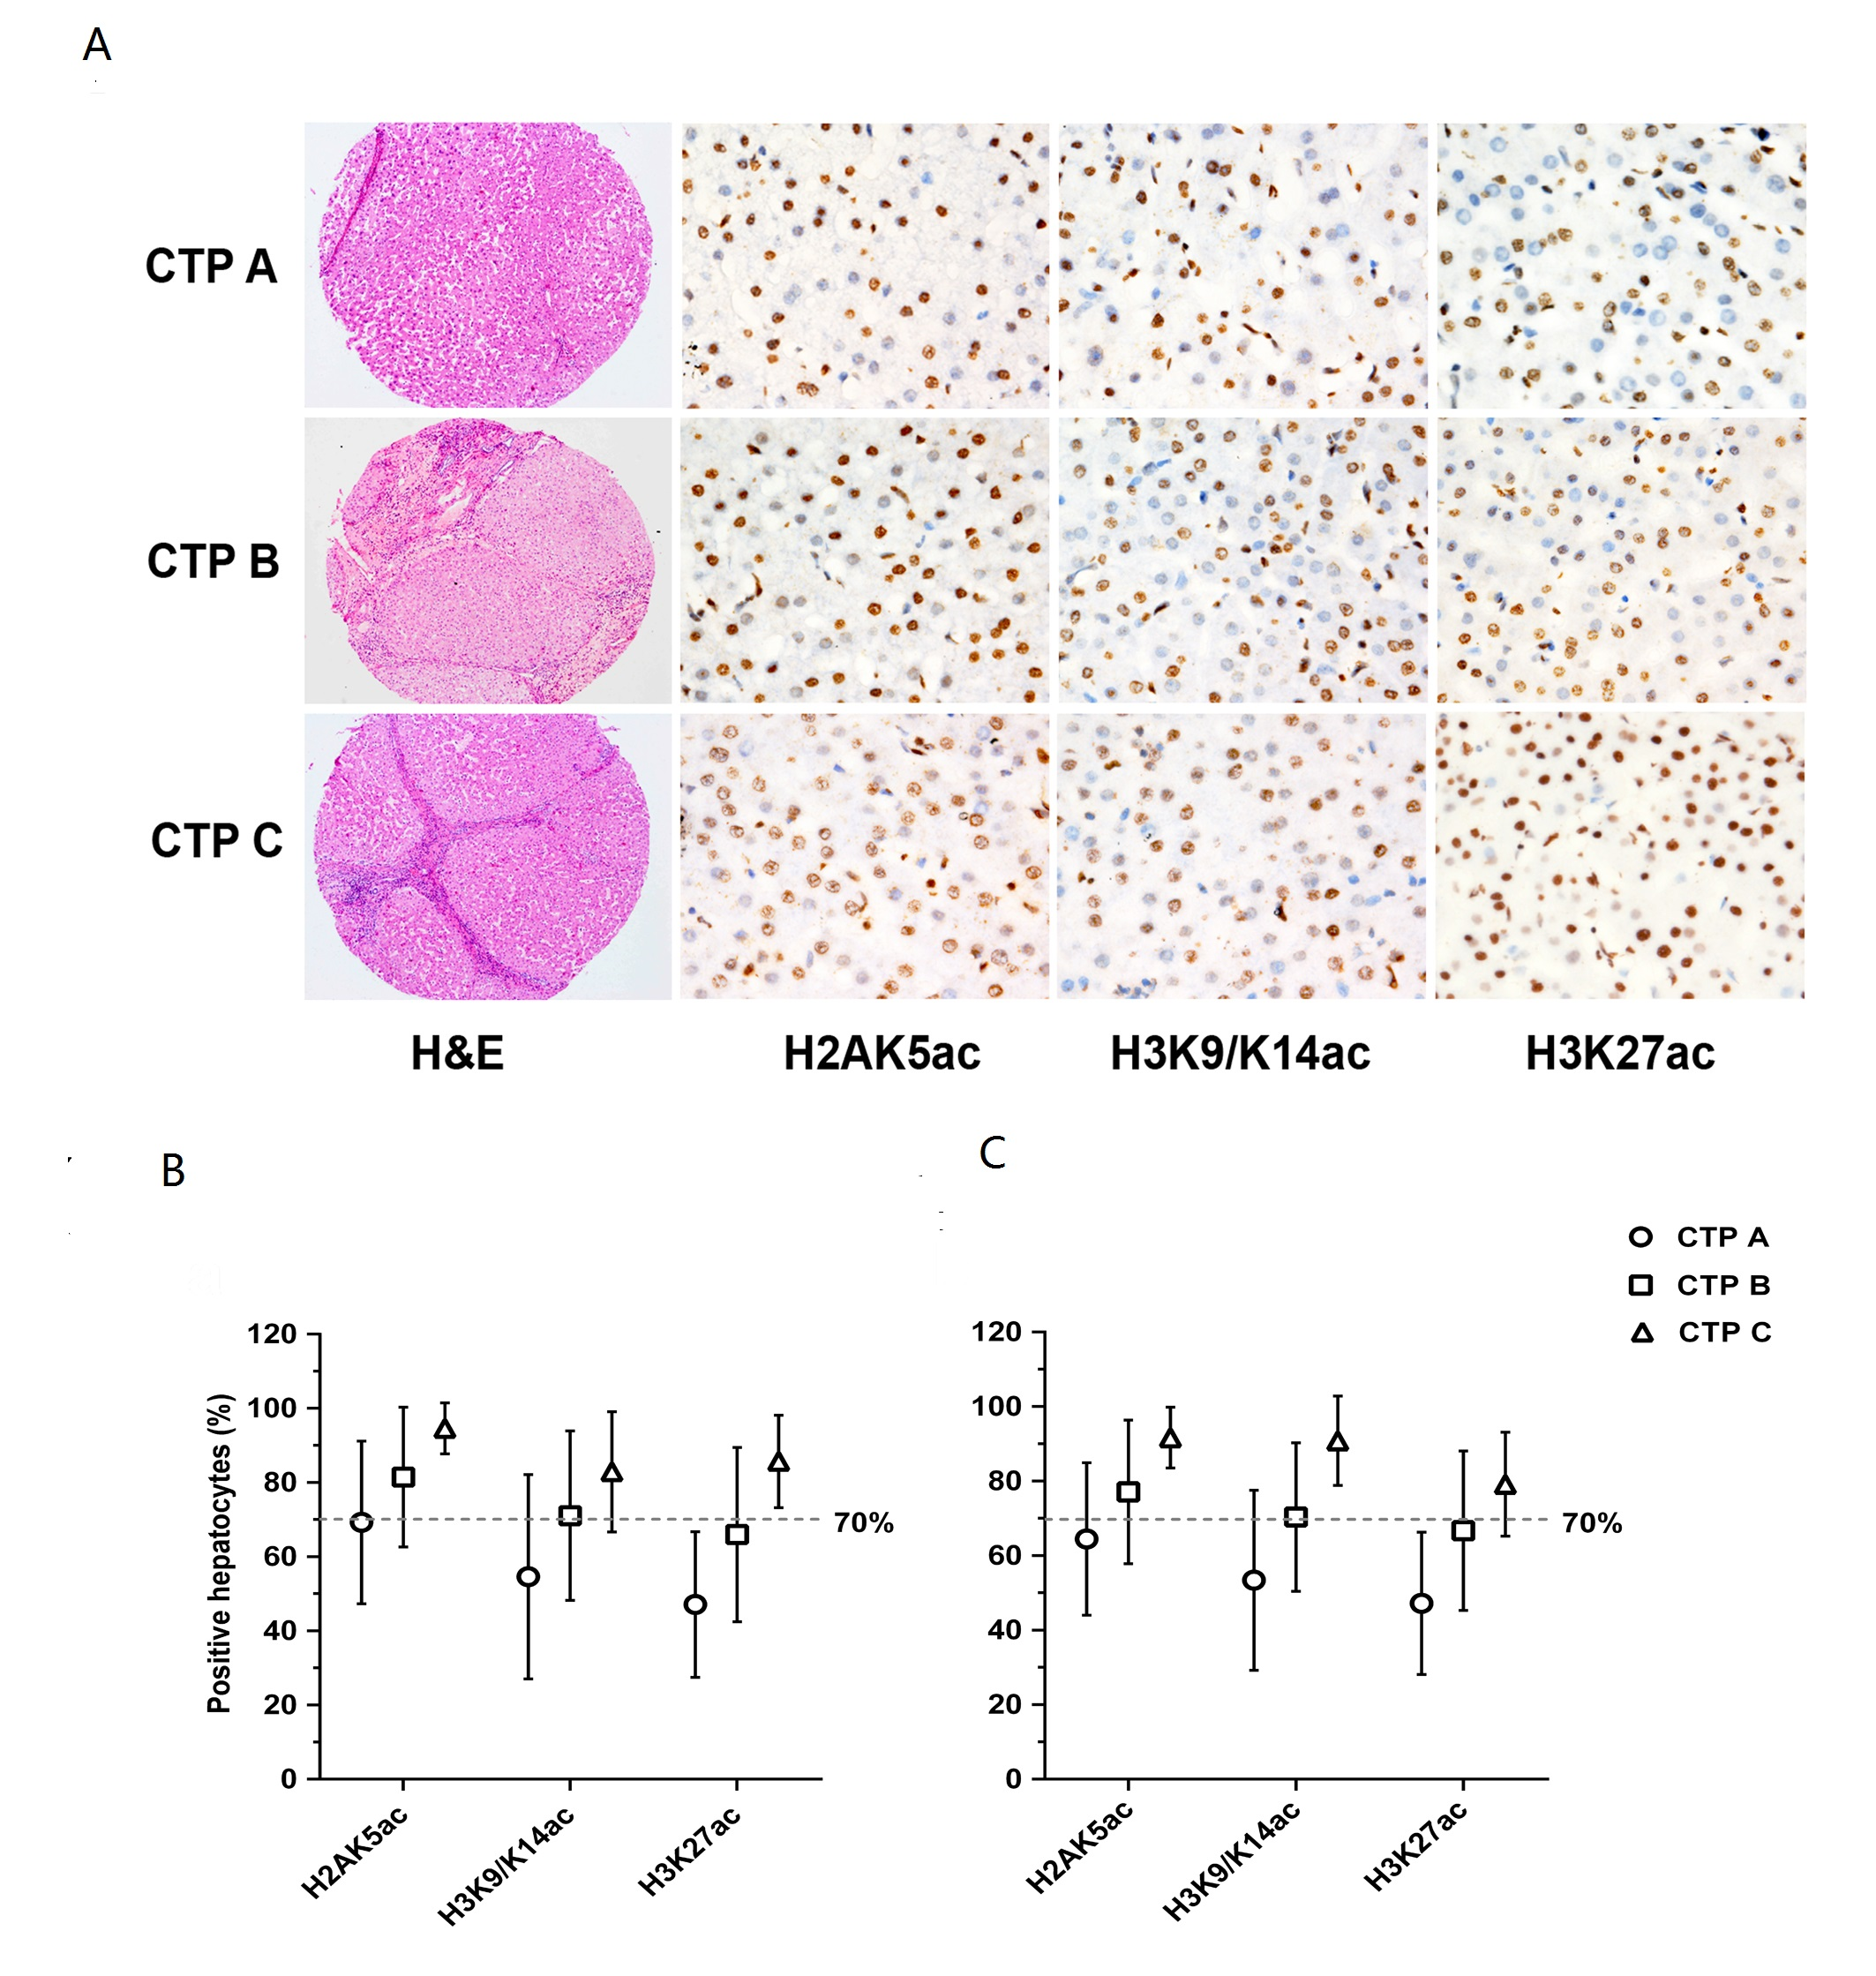 A
CTP A
CTP B
CTP C
H&E H2AK5ac H3K9/K14ac H3K27ac
B
C
CTP A
CTP B
CTP C
Positive hepatocytes (%)
120
100
80
60
40
20
0
70%
H2AK5ac
H3K9/K14ac
H3K27ac
120
100
80
60
40
20
0
70%
H2AK5ac
H3K9/K14ac
H3K27ac